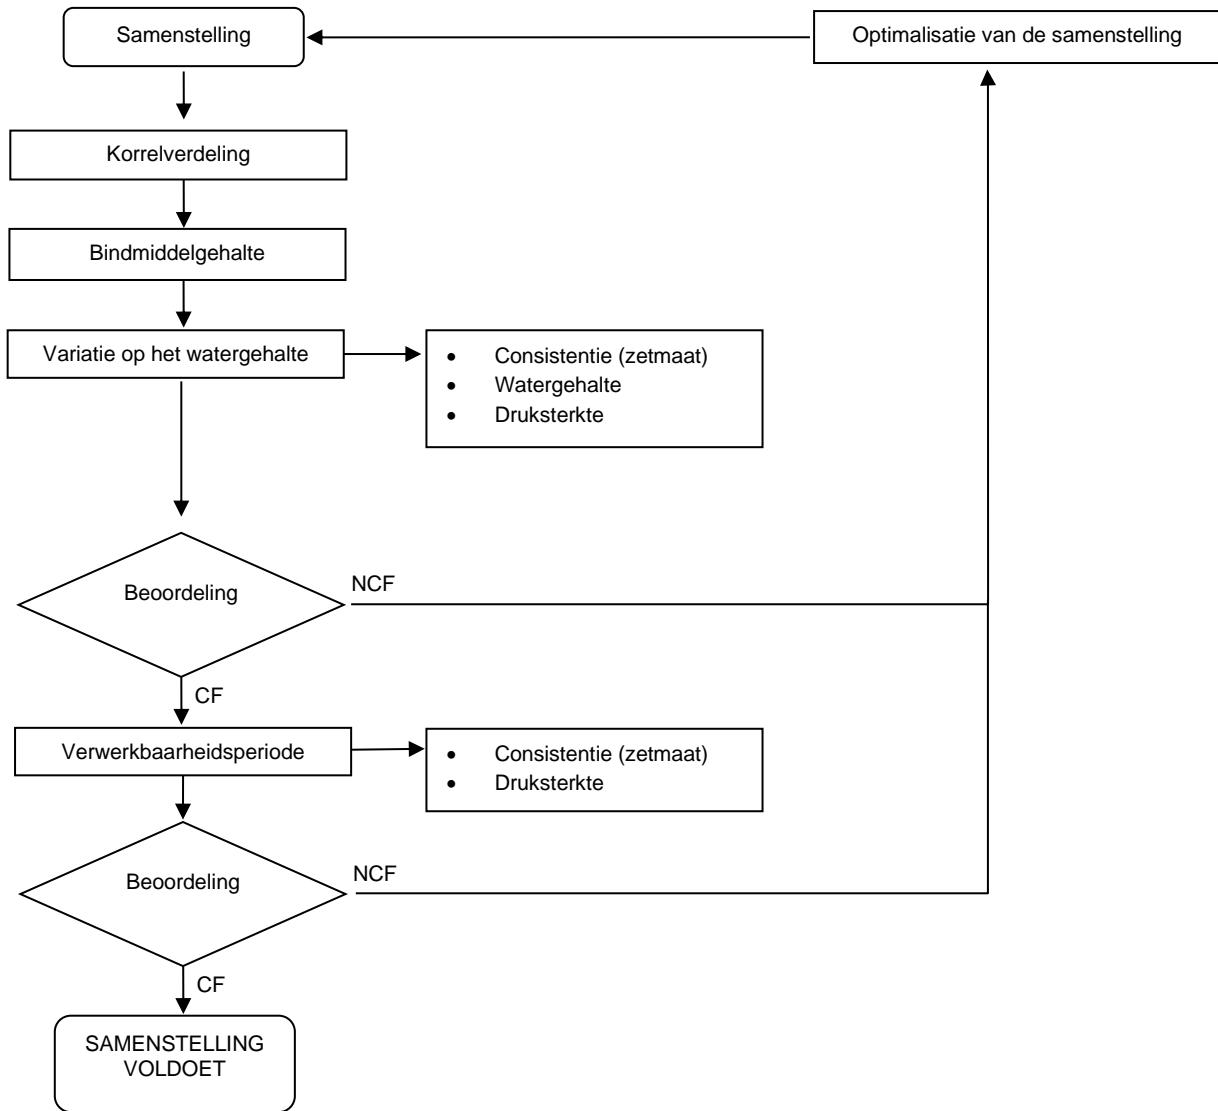 Samenstelling
Optimalisatie van de samenstelling
Korrelverdeling
Bindmiddelgehalte
Variatie op het watergehalte
• Consistentie (zetmaat)
• Watergehalte
• Druksterkte
Beoordeling
NCF
CF
Verwerkbaarheidsperiode
• Consistentie (zetmaat)
• Druksterkte
Beoordeling
NCF
CF
SAMENSTELLING
VOLDOET